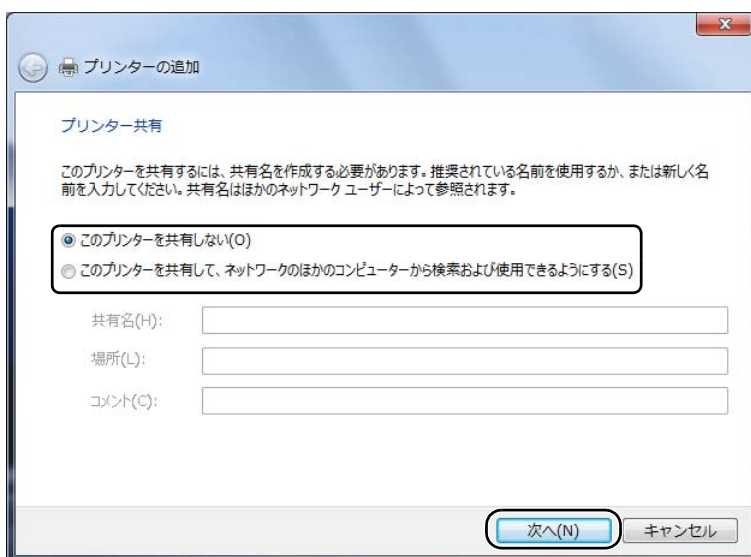 プリンターの追加
プリンター共有
このプリンターを共有するには、共有名を作成する必要があります。推奨されている名前を使用するか、または新しく名
前を入力してください。共有名はほかのネットワーク ユーザーによって参照されます。
このプリンターを共有しない(O)
このプリンターを共有して、ネットワークのほかのコンピューターから検索および使用できるようにする(S)
共有名(H):
場所(L):
コメント(C):
次へ(N) キャンセル